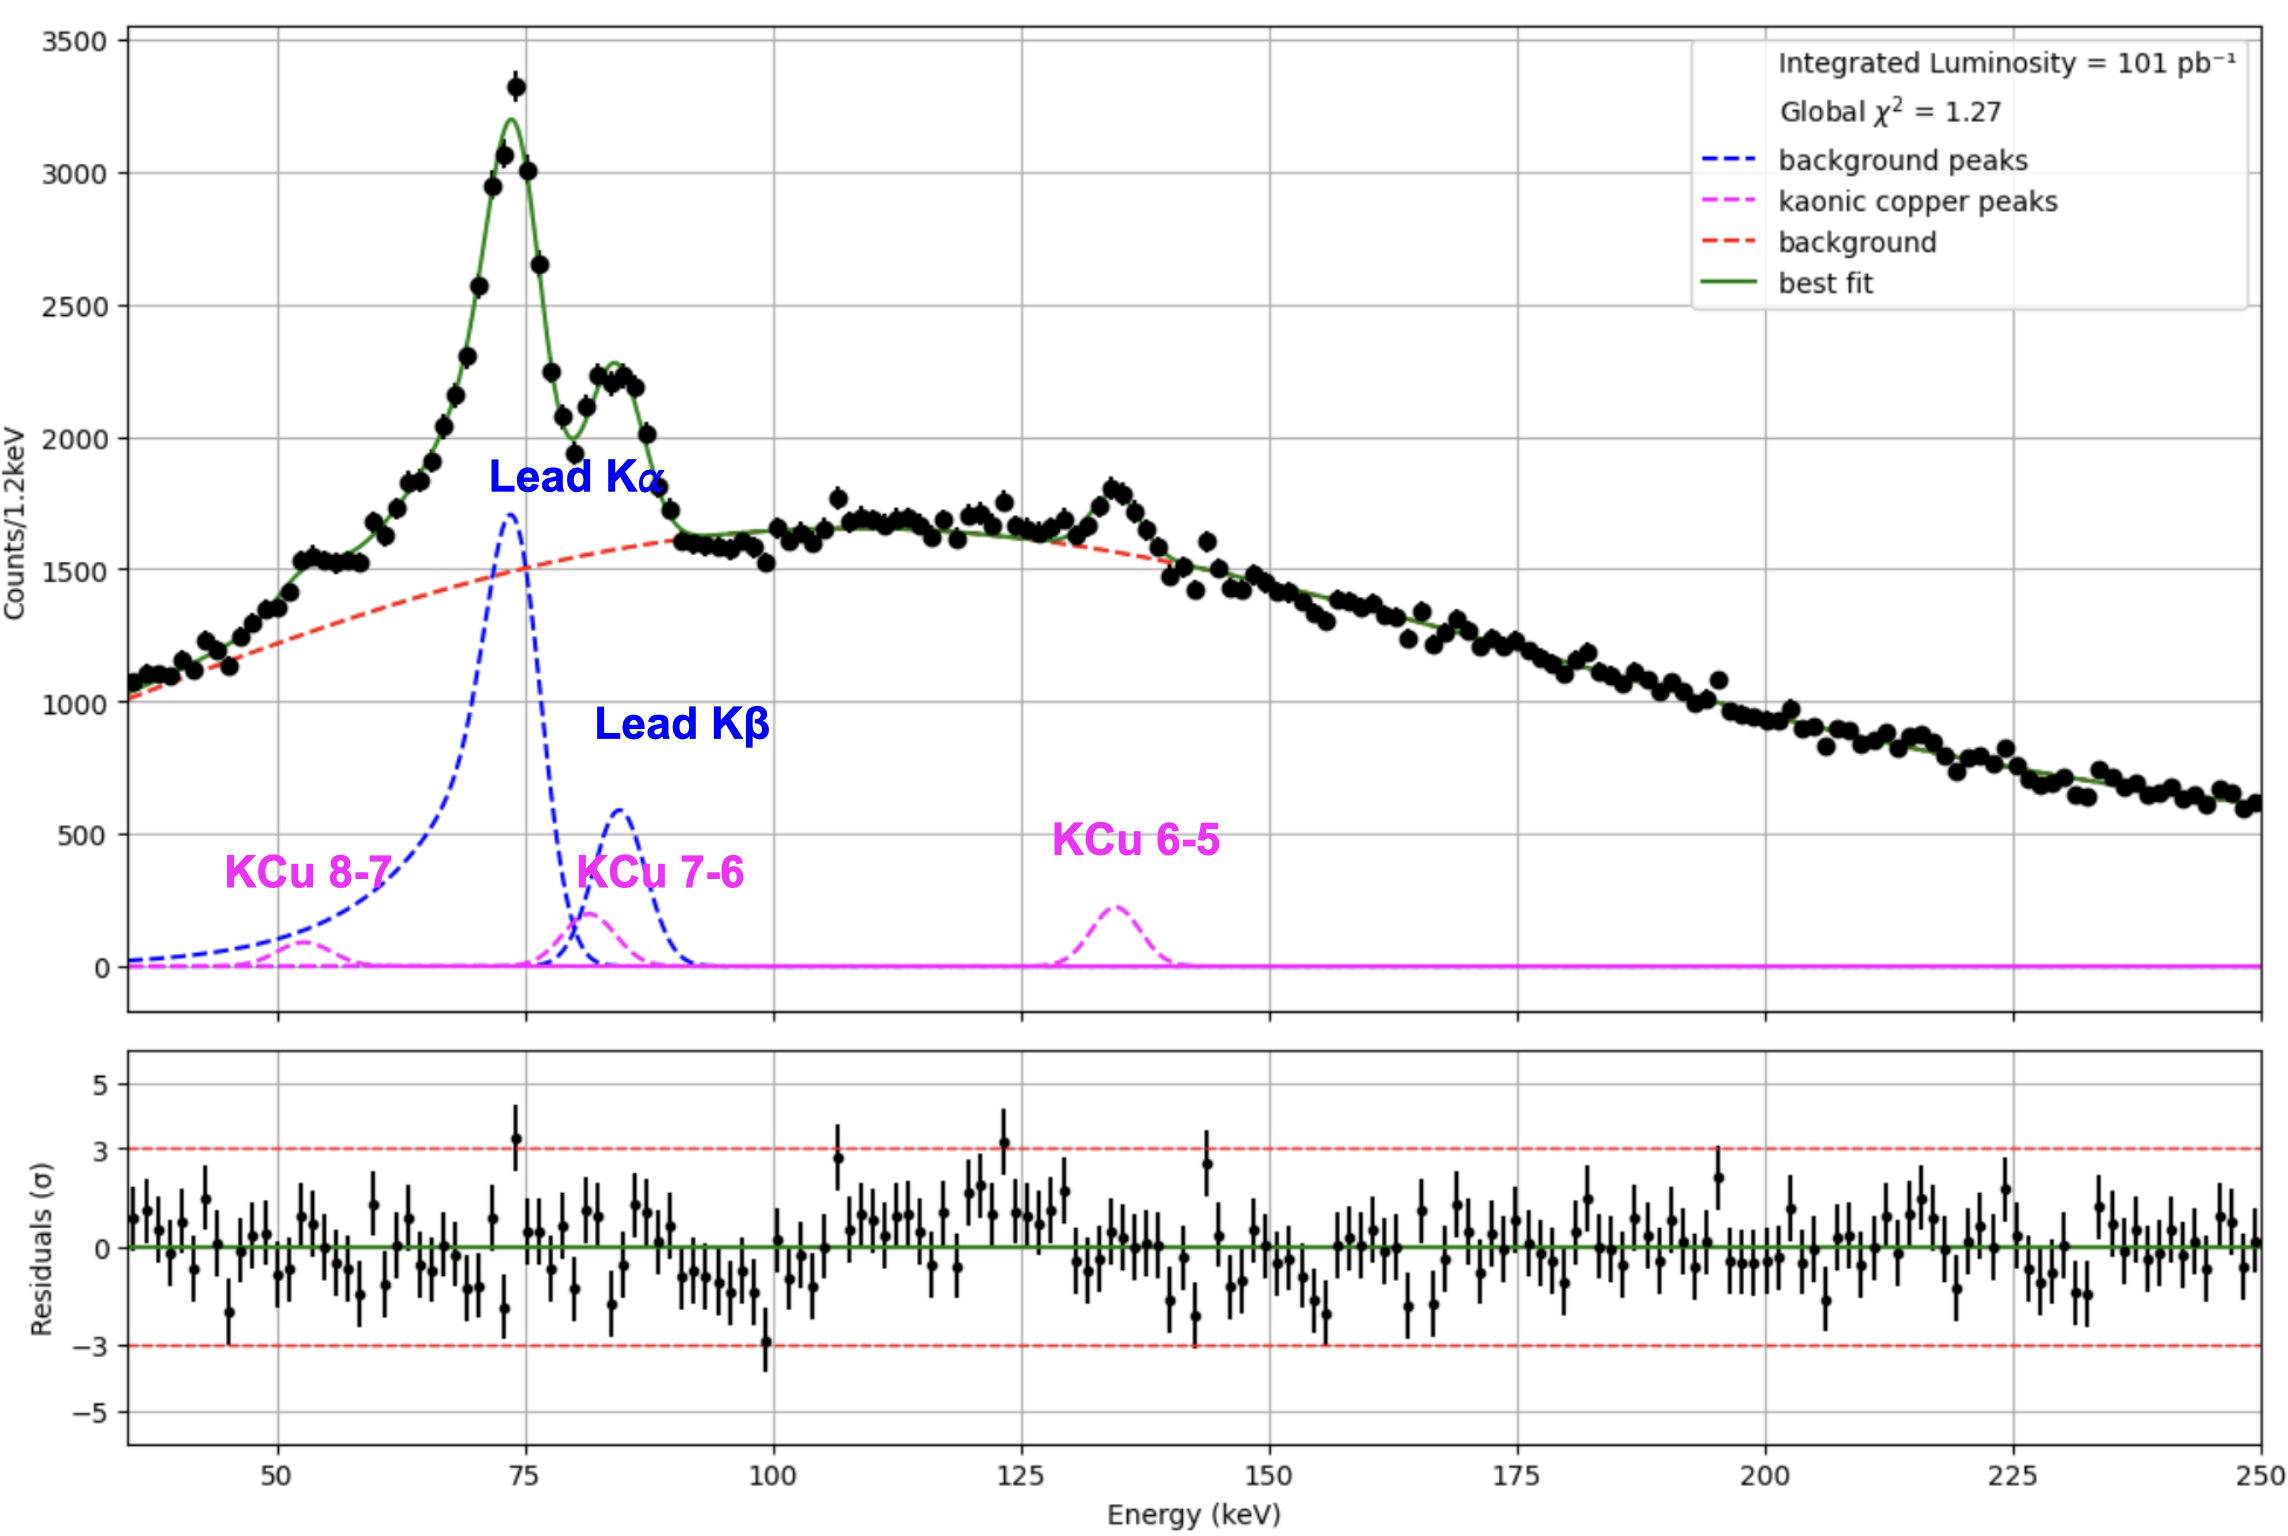 Integrated Luminosity = 101 pb⁻¹
Global χ² = 1.27
background peaks
kaonic copper peaks
background
best fit
3500
3000
2500
2000
1500
1000
500
0
Counts/1.2keV
Lead Kα
Lead Kβ
KCu 8-7
KCu 7-6
KCu 6-5
5
3
0
−3
−5
Residuals (σ)
50
75
100
125
150
175
200
225
250
Energy (keV)